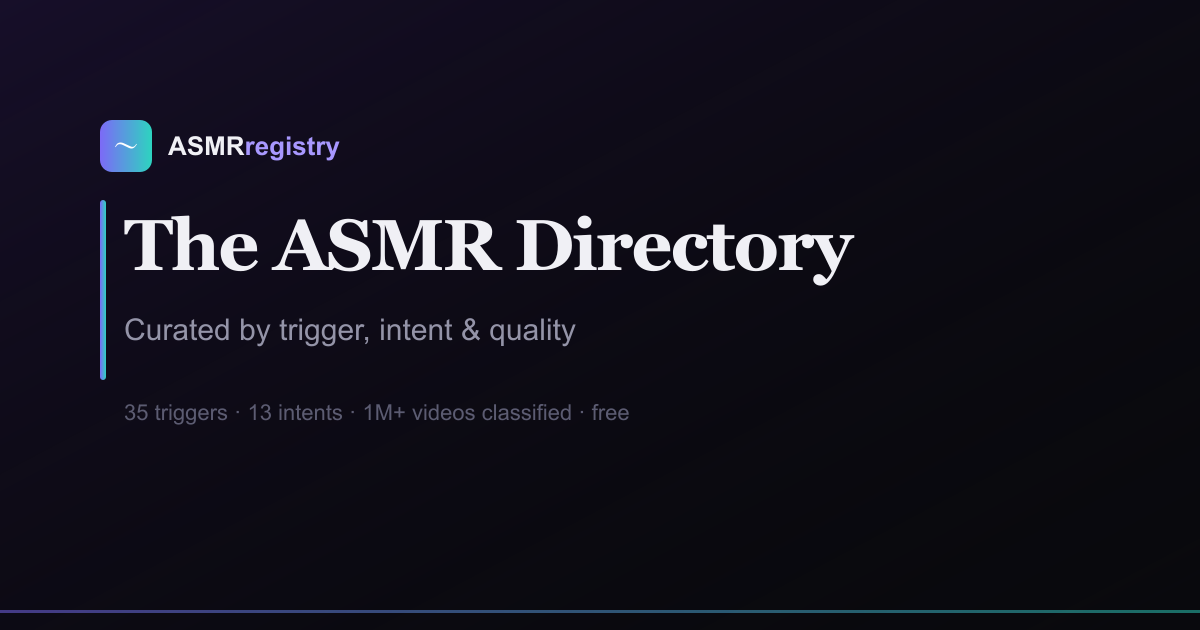 ASMRregistry
The ASMR Directory
Curated by trigger, intent & quality
35 triggers · 13 intents · 1M+ videos classified · free